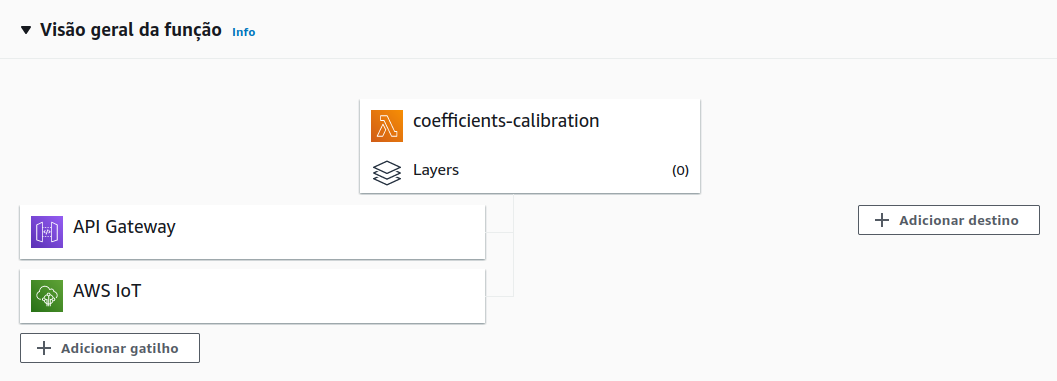 Visão geral da função Info
coefficients-calibration
Layers (0)
API Gateway
AWS IoT
Adicionar destino
Adicionar gatilho